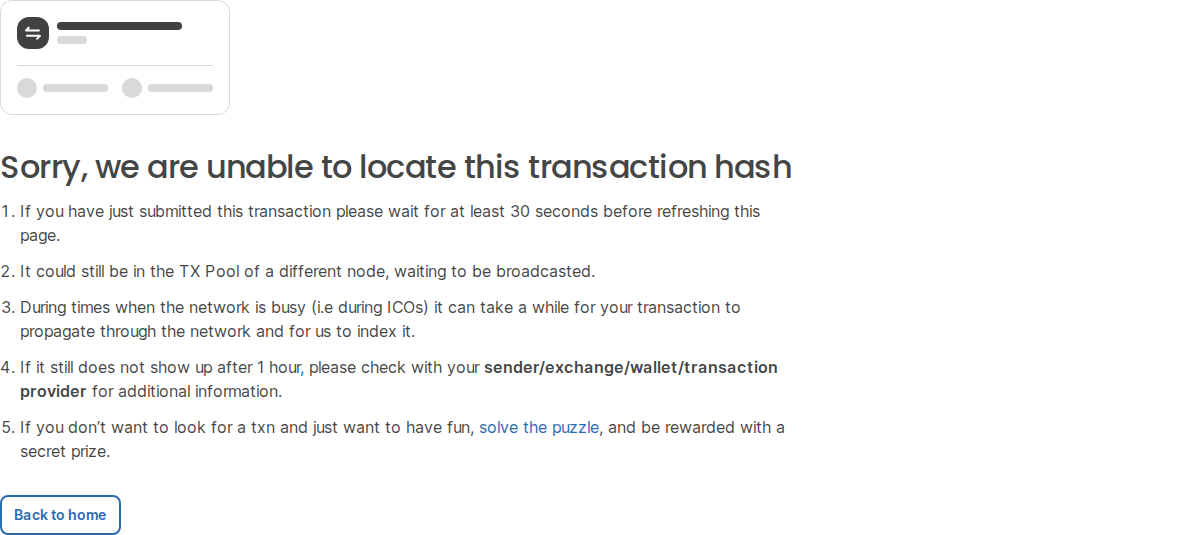 Sorry, we are unable to locate this transaction hash
1. If you have just submitted this transaction please wait for at least 30 seconds before refreshing this
page.
2. It could still be in the TX Pool of a different node, waiting to be broadcasted.
3. During times when the network is busy (i.e during ICOs) it can take a while for your transaction to
propagate through the network and for us to index it.
4. If it still does not show up after 1 hour, please check with your sender/exchange/wallet/transaction
provider for additional information.
5. If you don’t want to look for a txn and just want to have fun, solve the puzzle, and be rewarded with a
secret prize.
Back to home